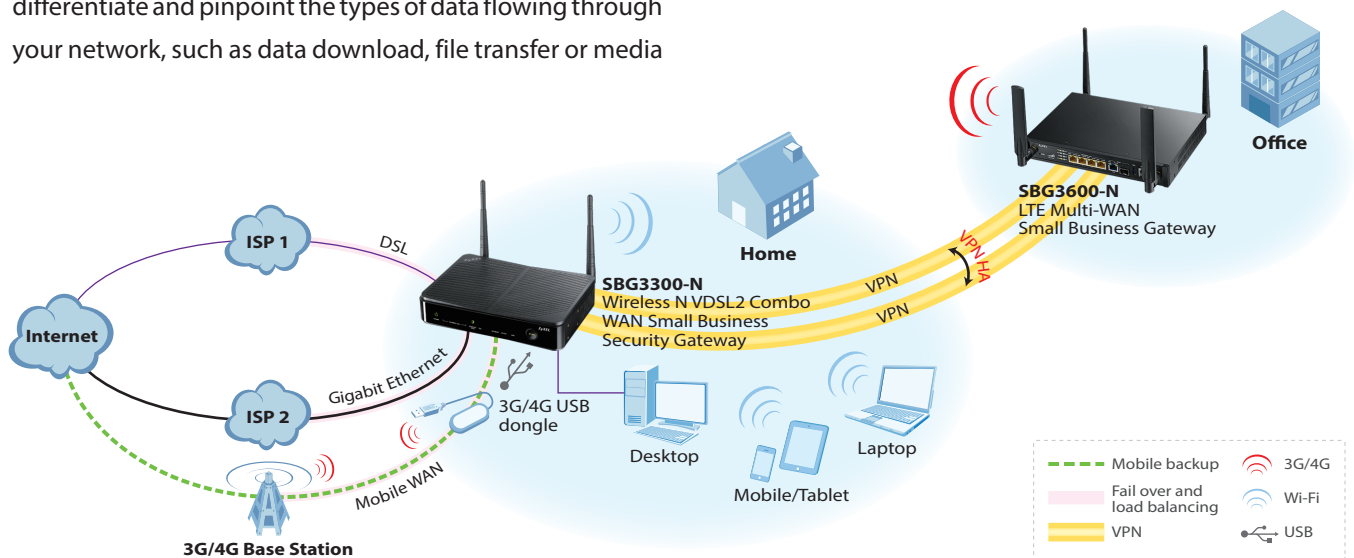 differentiate and pinpoint the types of data flowing through
your network, such as data download, file transfer or media
Office
SBG3600-N
LTE Multi-WAN
Small Business Gateway
ISP 1
DSL
Home
VPN HA
VPN
VPN
SBG3300-N
Wireless N VDSL2 Combo
WAN Small Business
Security Gateway
Internet
Gigabit Ethernet
ISP 2
3G/4G USB
dongle
Mobile WAN
Desktop
Mobile/Tablet
Laptop
3G/4G Base Station
Mobile backup
3G/4G
Fail over and
load balancing
Wi-Fi
VPN
USB